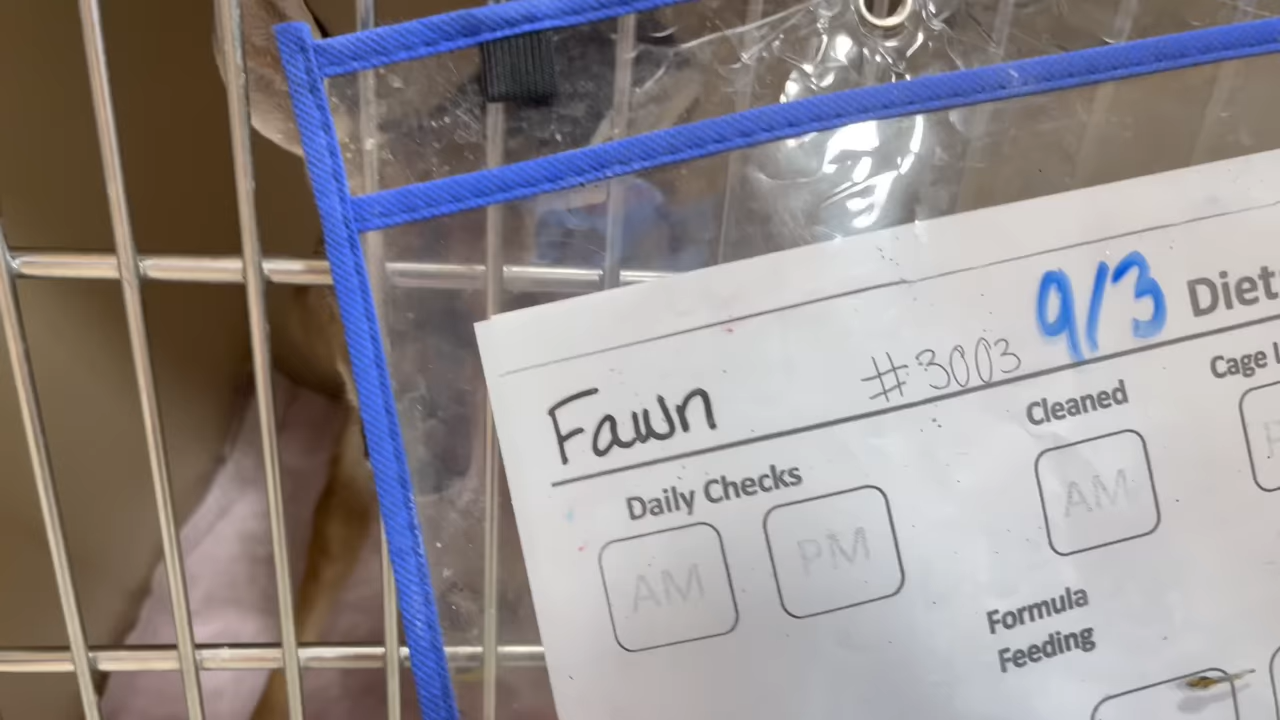 Fawn #3003 9/3 Diet
Daily Checks Cleaned Cage
AM PM AM
Formula
Feeding